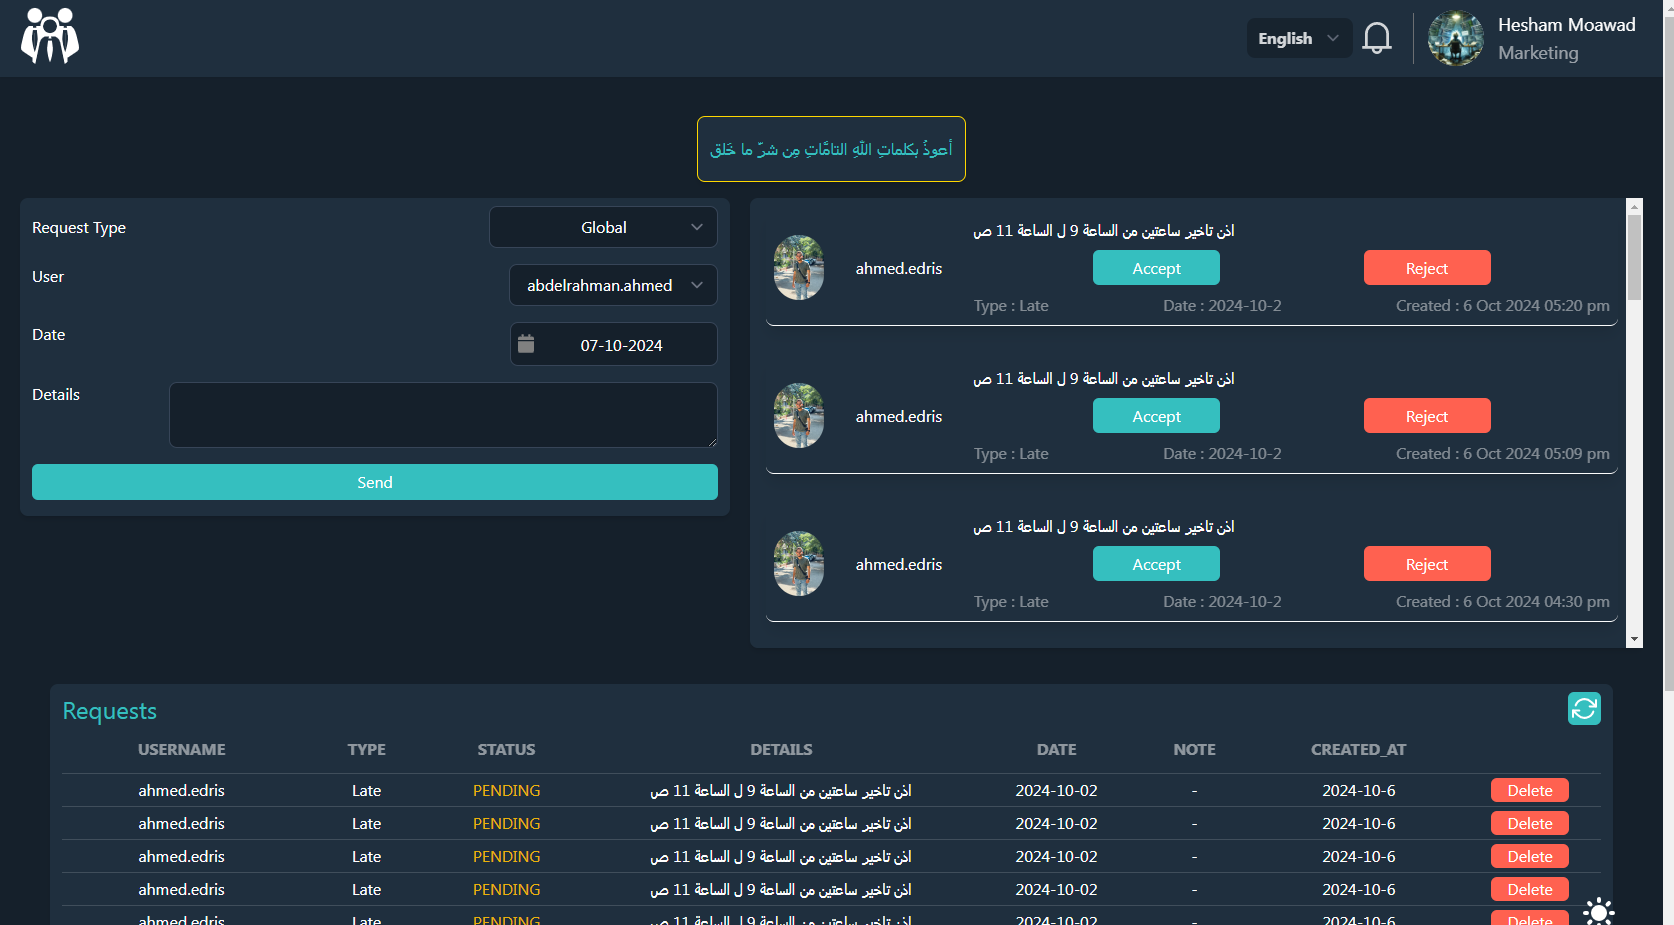 English
Hesham Moawad
Marketing
أعوذُ بكلماتِ اللّهِ التامَّاتِ مِن شرّ ما خَلق
Request Type
Global
User
abdelrahman.ahmed
Date
07-10-2024
Details
Send
اذن تاخير ساعتين من الساعة 9 ل الساعة 11 ص
ahmed.edris
Accept
Reject
Type : Late
Date : 2024-10-2
Created : 6 Oct 2024 05:20 pm
اذن تاخير ساعتين من الساعة 9 ل الساعة 11 ص
ahmed.edris
Accept
Reject
Type : Late
Date : 2024-10-2
Created : 6 Oct 2024 05:09 pm
اذن تاخير ساعتين من الساعة 9 ل الساعة 11 ص
ahmed.edris
Accept
Reject
Type : Late
Date : 2024-10-2
Created : 6 Oct 2024 04:30 pm
Requests
USERNAME TYPE STATUS DETAILS DATE NOTE CREATED_AT
ahmed.edris Late PENDING اذن تاخير ساعتين من الساعة 9 ل الساعة 11 ص 2024-10-02 - 2024-10-6 Delete
ahmed.edris Late PENDING اذن تاخير ساعتين من الساعة 9 ل الساعة 11 ص 2024-10-02 - 2024-10-6 Delete
ahmed.edris Late PENDING اذن تاخير ساعتين من الساعة 9 ل الساعة 11 ص 2024-10-02 - 2024-10-6 Delete
ahmed.edris Late PENDING اذن تاخير ساعتين من الساعة 9 ل الساعة 11 ص 2024-10-02 - 2024-10-6 Delete
ahmed.edris Late PENDING اذن تاخير ساعتين من الساعة 9 ل الساعة 11 ص 2024-10-02 - 2024-10-6 Delete